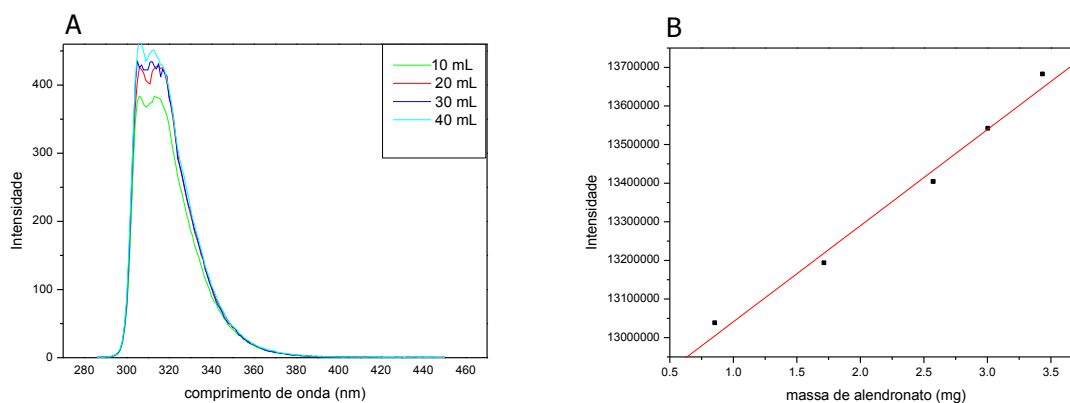 A
10 mL
20 mL
30 mL
40 mL
Intensidade
400
300
200
100
0
280 300 320 340 360 380 400 420 440 460
comprimento de onda (nm)
B
Intensidade
13700000
13600000
13500000
13400000
13300000
13200000
13100000
13000000
0.5 1.0 1.5 2.0 2.5 3.0 3.5
massa de alendronato (mg)